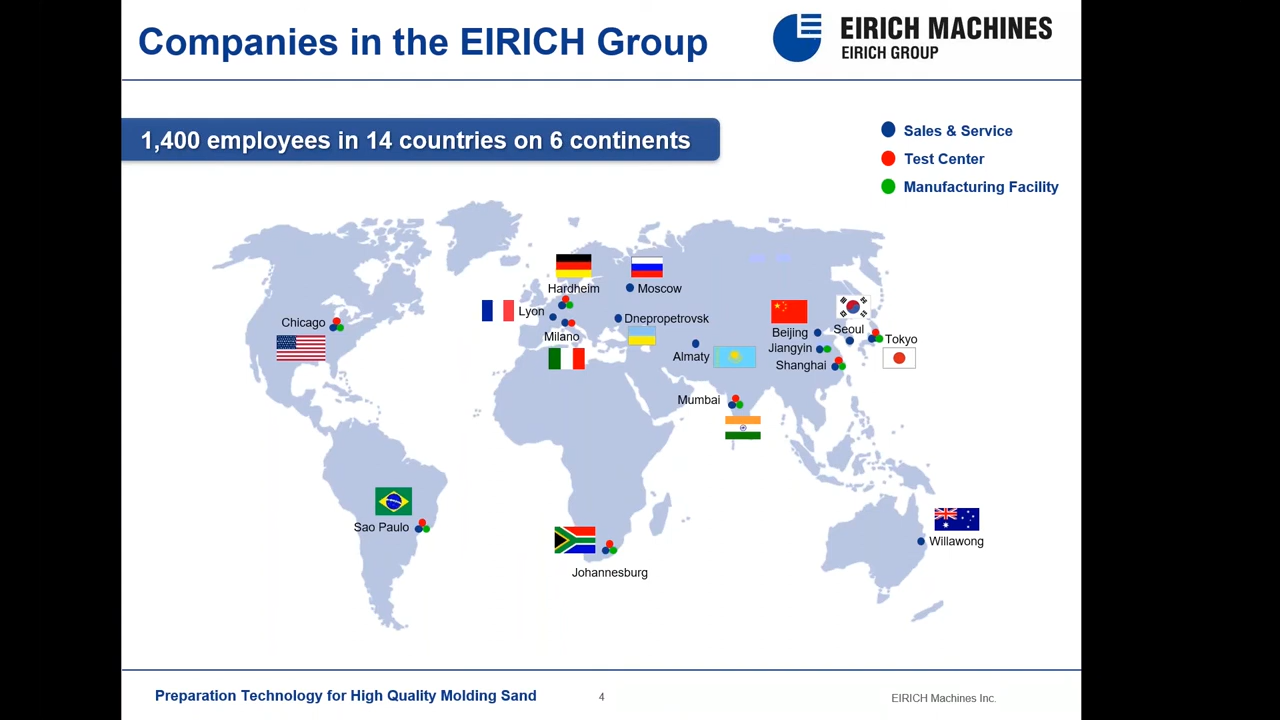 Companies in the EIRICH Group
EIRICH MACHINES
EIRICH GROUP
1,400 employees in 14 countries on 6 continents
Sales & Service
Test Center
Manufacturing Facility
Hardheim
Moscow
Lyon
Dnepropetrovsk
Chicago
Milano
Beijing
Seoul
Tokyo
Jiangyin
Almaty
Shanghai
Mumbai
Sao Paulo
Willawong
Johannesburg
Preparation Technology for High Quality Molding Sand
4
EIRICH Machines Inc.